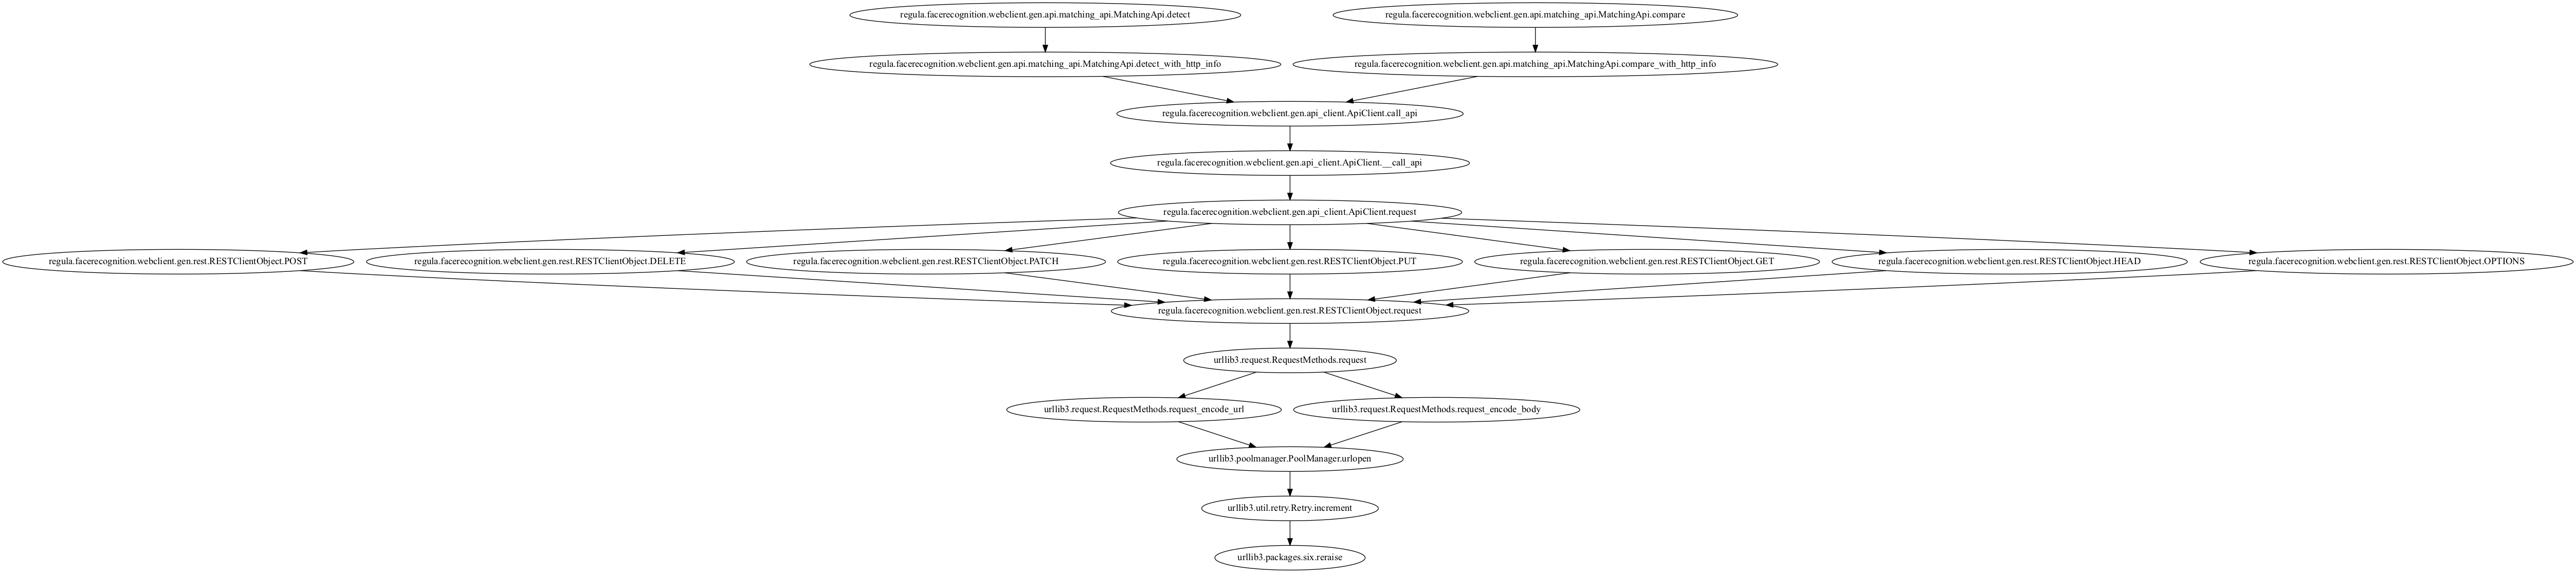 regula.facerecognition.webclient.gen.api.matching_api.MatchingApi.detect
regula.facerecognition.webclient.gen.api.matching_api.MatchingApi.compare
regula.facerecognition.webclient.gen.api.matching_api.MatchingApi.detect_with_http_info
regula.facerecognition.webclient.gen.api.matching_api.MatchingApi.compare_with_http_info
regula.facerecognition.webclient.gen.api_client.ApiClient.call_api
regula.facerecognition.webclient.gen.api_client.ApiClient.__call_api
regula.facerecognition.webclient.gen.api_client.ApiClient.request
regula.facerecognition.webclient.gen.rest.RESTClientObject.POST
regula.facerecognition.webclient.gen.rest.RESTClientObject.DELETE
regula.facerecognition.webclient.gen.rest.RESTClientObject.PATCH
regula.facerecognition.webclient.gen.rest.RESTClientObject.PUT
regula.facerecognition.webclient.gen.rest.RESTClientObject.GET
regula.facerecognition.webclient.gen.rest.RESTClientObject.HEAD
regula.facerecognition.webclient.gen.rest.RESTClientObject.OPTIONS
regula.facerecognition.webclient.gen.rest.RESTClientObject.request
urllib3.request.RequestMethods.request
urllib3.request.RequestMethods.request_encode_url
urllib3.request.RequestMethods.request_encode_body
urllib3.poolmanager.PoolManager.urlopen
urllib3.util.retry.Retry.increment
urllib3.packages.six.reraise